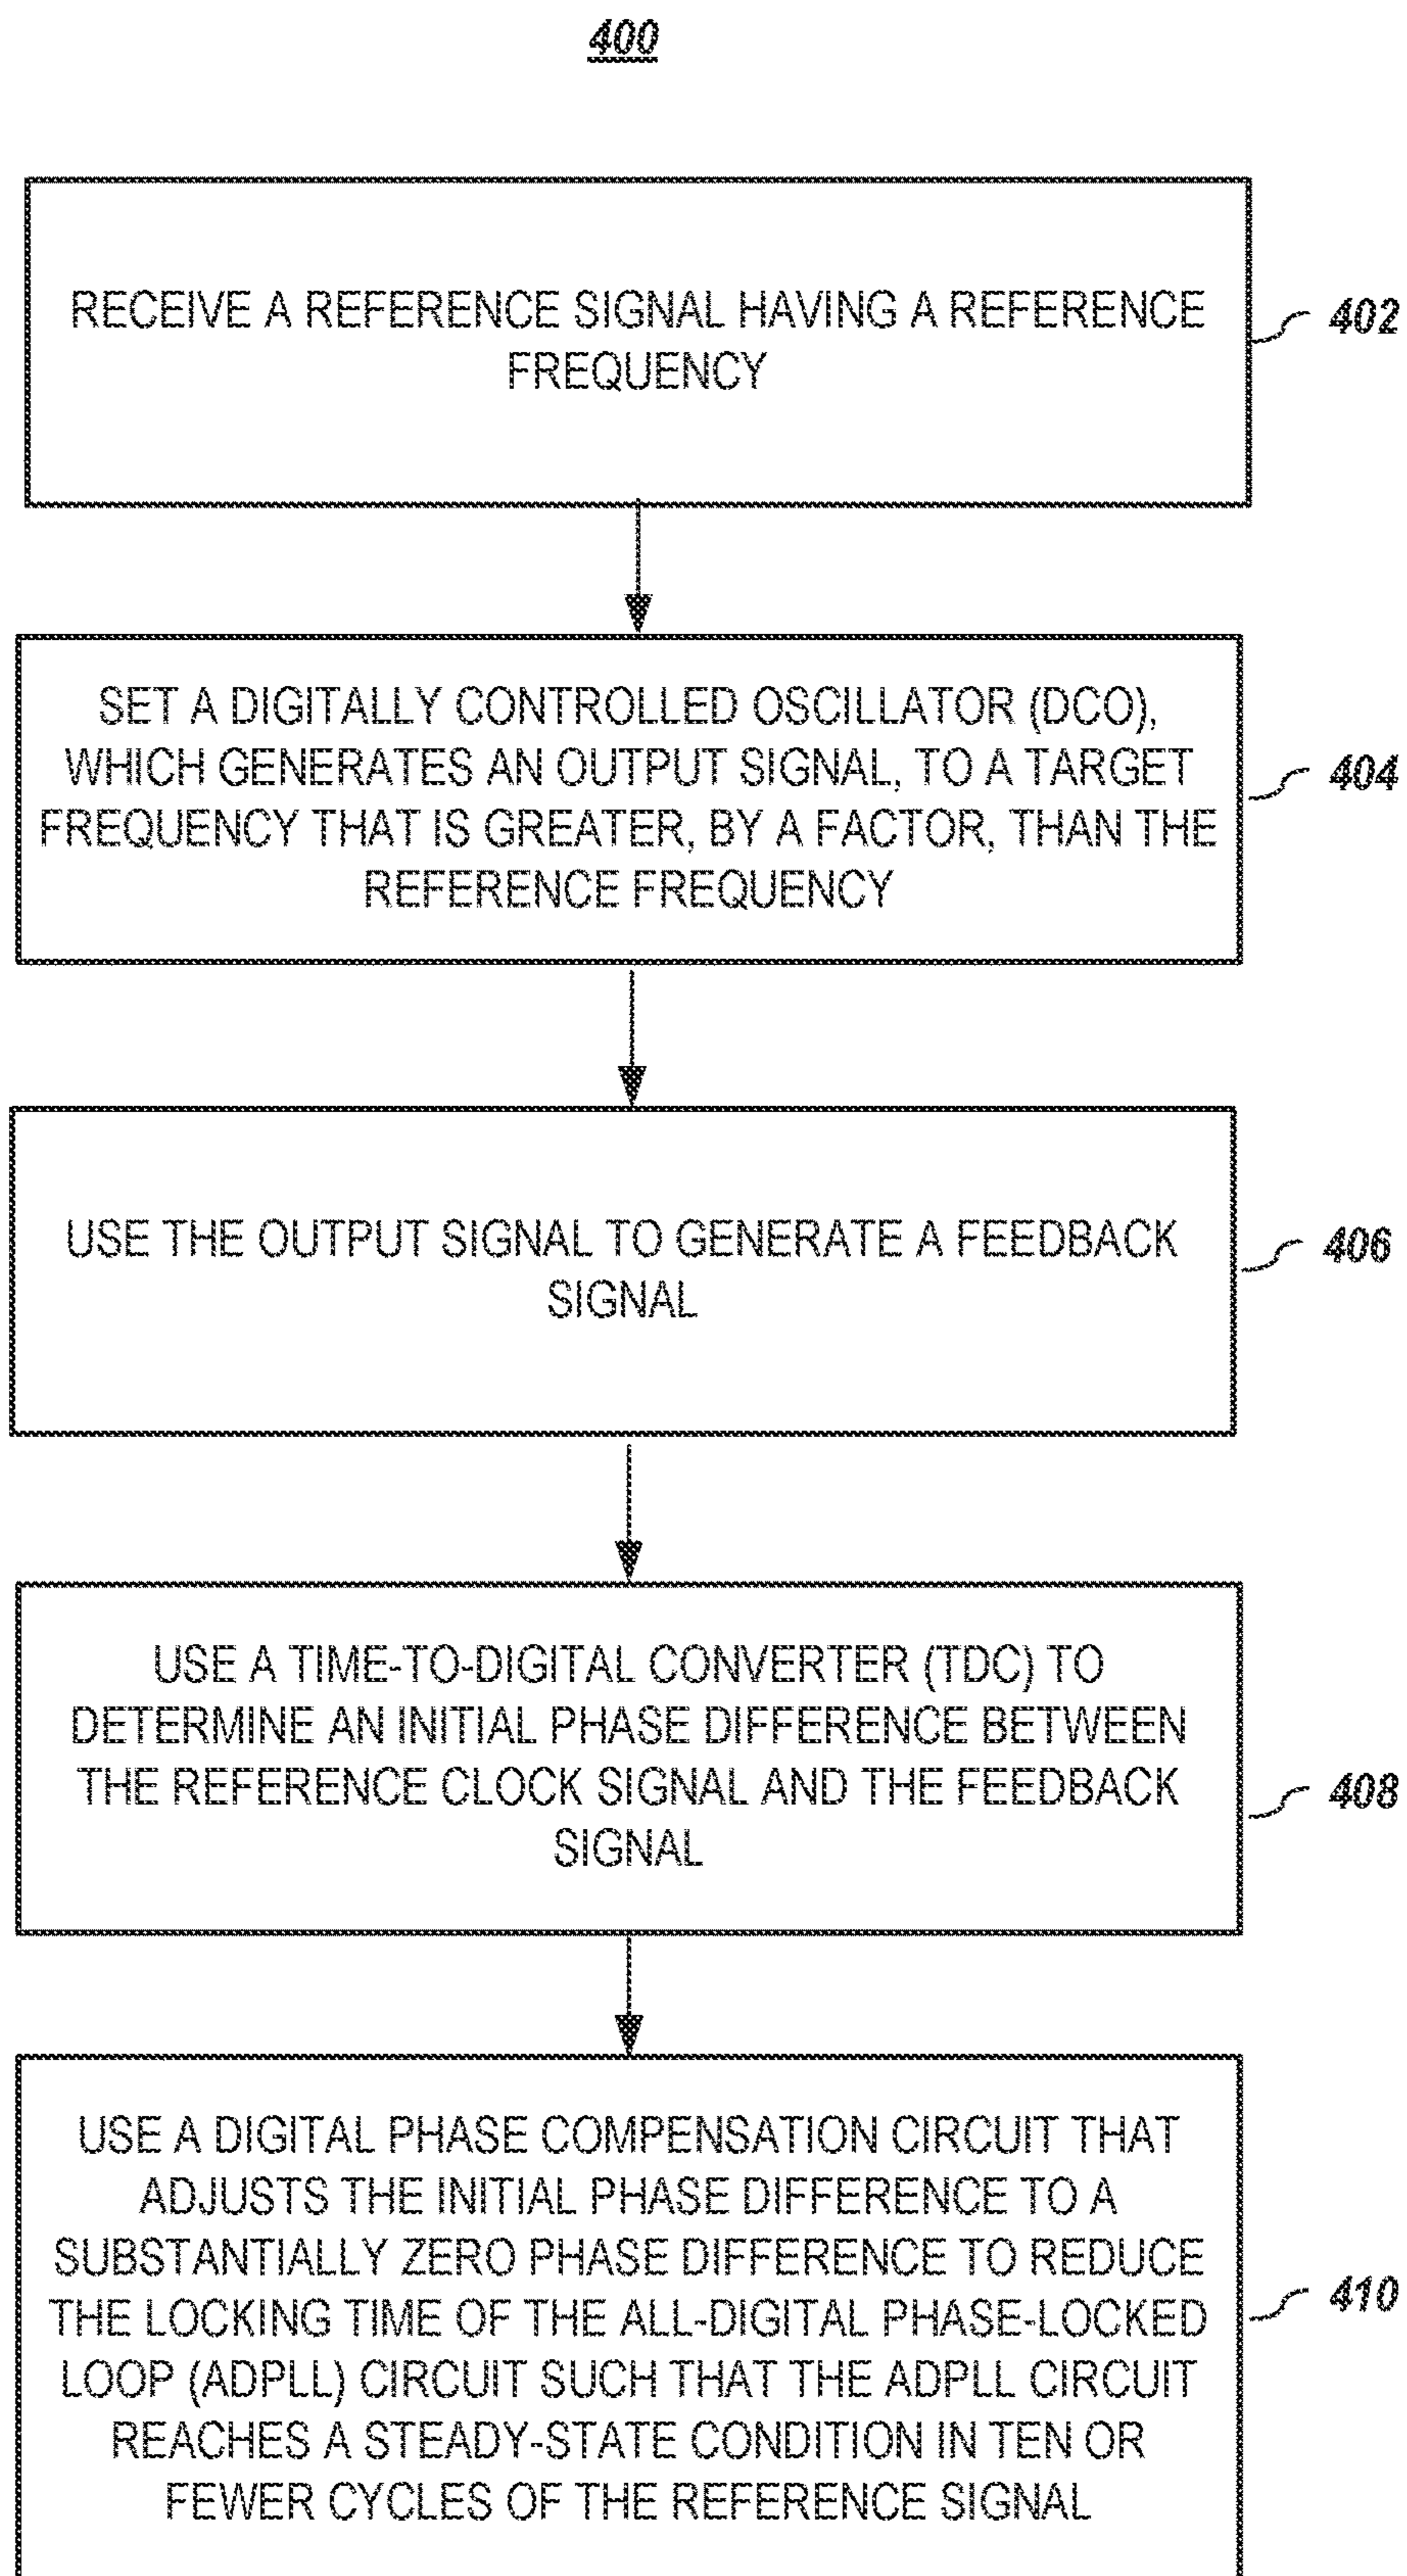 400
RECEIVE A REFERENCE SIGNAL HAVING A REFERENCE
FREQUENCY
402
SET A DIGITALLY CONTROLLED OSCILLATOR (DCO),
WHICH GENERATES AN OUTPUT SIGNAL, TO A TARGET
FREQUENCY THAT IS GREATER, BY A FACTOR, THAN THE
REFERENCE FREQUENCY
404
USE THE OUTPUT SIGNAL TO GENERATE A FEEDBACK
SIGNAL
406
USE A TIME-TO-DIGITAL CONVERTER (TDC) TO
DETERMINE AN INITIAL PHASE DIFFERENCE BETWEEN
THE REFERENCE CLOCK SIGNAL AND THE FEEDBACK
SIGNAL
408
USE A DIGITAL PHASE COMPENSATION CIRCUIT THAT
ADJUSTS THE INITIAL PHASE DIFFERENCE TO A
SUBSTANTIALLY ZERO PHASE DIFFERENCE TO REDUCE
THE LOCKING TIME OF THE ALL-DIGITAL PHASE-LOCKED
LOOP (ADPLL) CIRCUIT SUCH THAT THE ADPLL CIRCUIT
REACHES A STEADY-STATE CONDITION IN TEN OR
FEWER CYCLES OF THE REFERENCE SIGNAL
410